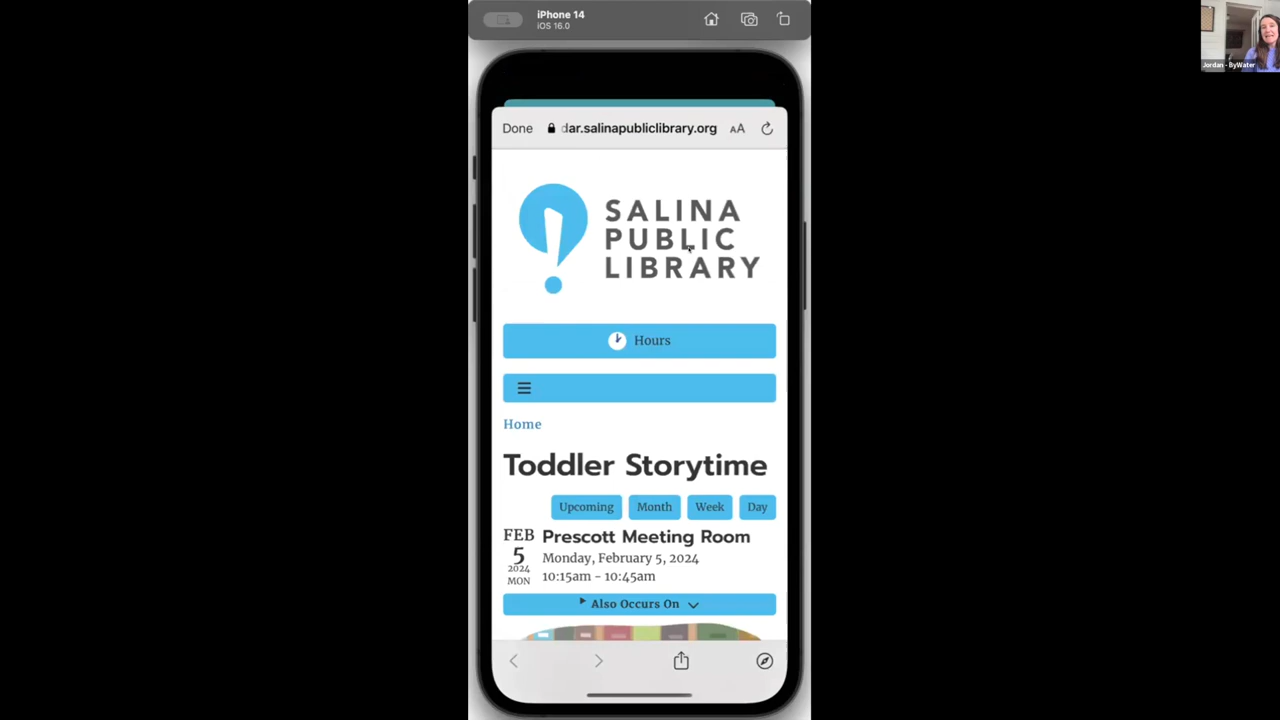 iPhone 14
iOS 16.0
Jordan - ByWater
Done
dar.salinapubliclibrary.org
AA
SALINA
PUBLIC
LIBRARY
Hours
Home
Toddler Storytime
Upcoming
Month
Week
Day
FEB
5
2024
MON
Prescott Meeting Room
Monday, February 5, 2024
10:15am - 10:45am
Also Occurs On